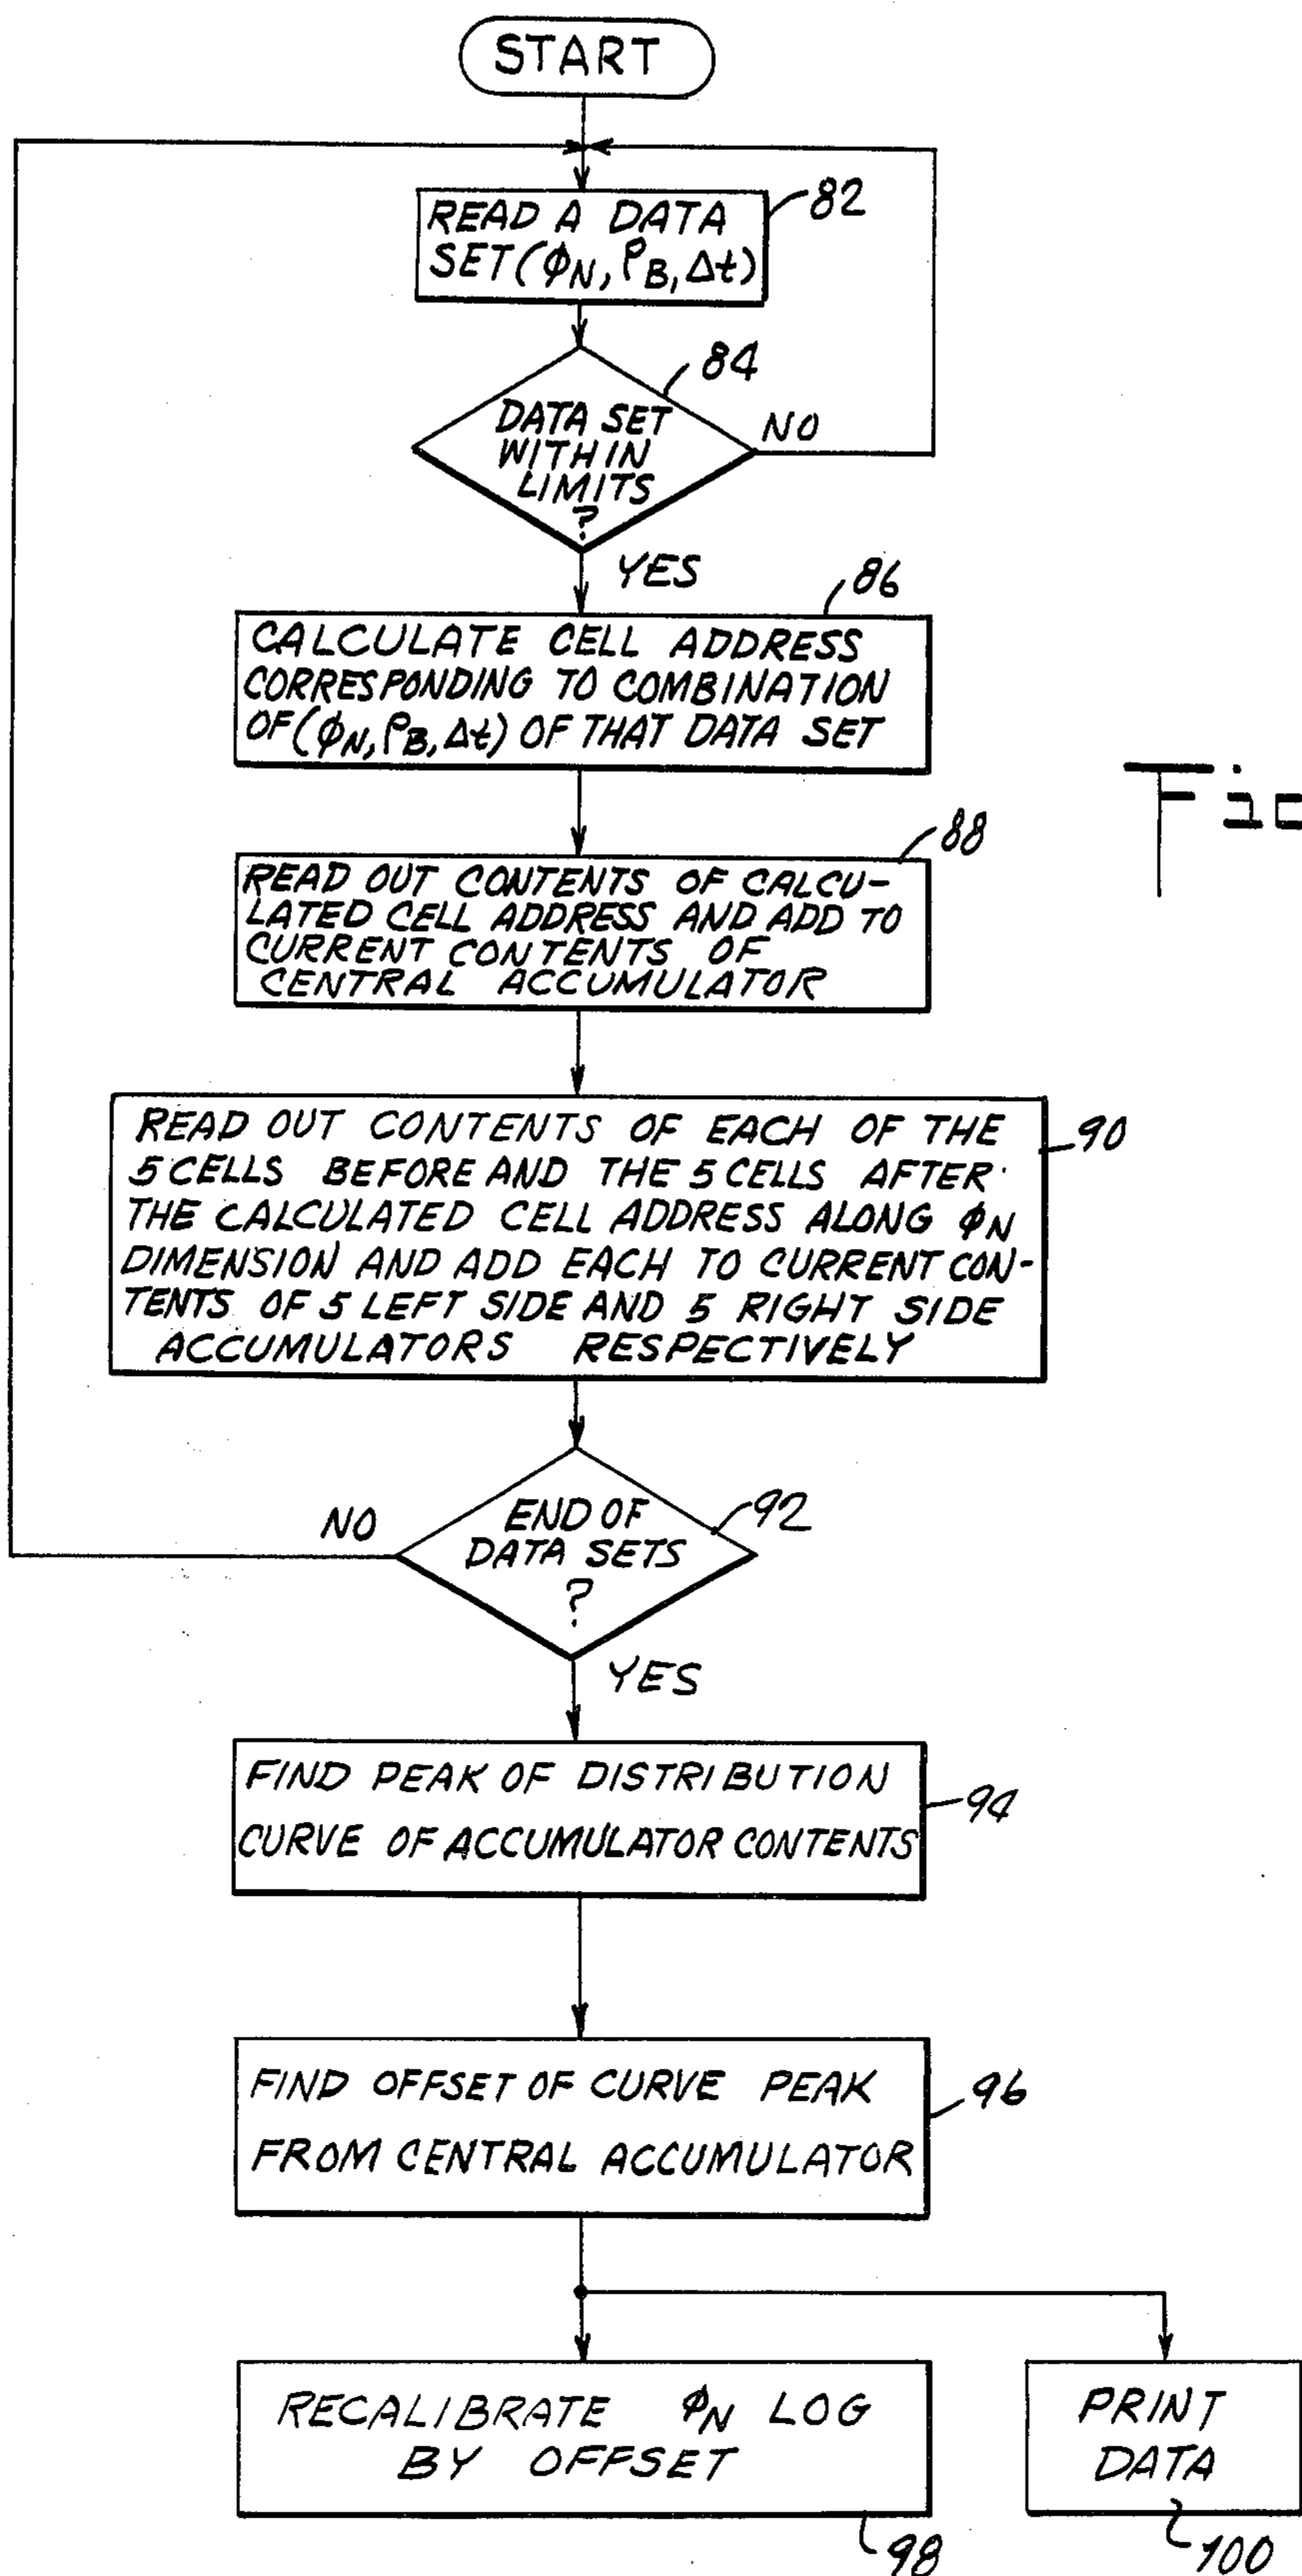 START
READ A DATA
SET (ϕN, ρB, Δt)
82
84
DATA SET
WITHIN
LIMITS
?
NO
YES
86
CALCULATE CELL ADDRESS
CORRESPONDING TO COMBINATION
OF (ϕN, ρB, Δt) OF THAT DATA SET
88
READ OUT CONTENTS OF CALCU-
LATED CELL ADDRESS AND ADD TO
CURRENT CONTENTS OF
CENTRAL ACCUMULATOR
READ OUT CONTENTS OF EACH OF THE
5 CELLS BEFORE AND THE 5 CELLS AFTER
THE CALCULATED CELL ADDRESS ALONG ϕN
DIMENSION AND ADD EACH TO CURRENT CON-
TENTS OF 5 LEFT SIDE AND 5 RIGHT SIDE
ACCUMULATORS RESPECTIVELY
90
92
END OF
DATA SETS
?
NO
YES
FIND PEAK OF DISTRIBUTION
CURVE OF ACCUMULATOR CONTENTS
94
FIND OFFSET OF CURVE PEAK
FROM CENTRAL ACCUMULATOR
96
RECALIBRATE ϕN LOG
BY OFFSET
98
PRINT
DATA
100